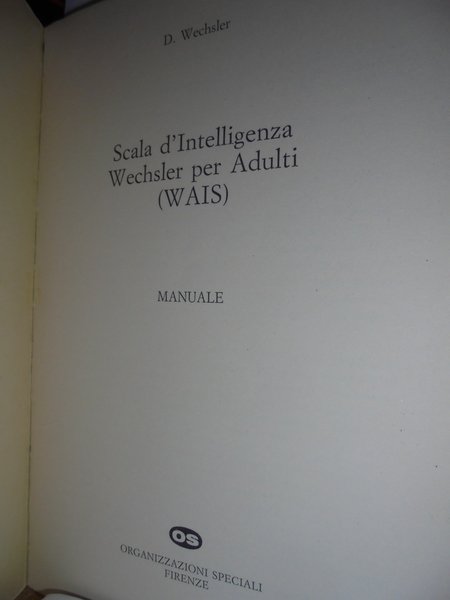 D. Wechsler
Scala d'Intelligenza
Wechsler per Adulti
(WAIS)
MANUALE
OS
ORGANIZZAZIONI SPECIALI
FIRENZE